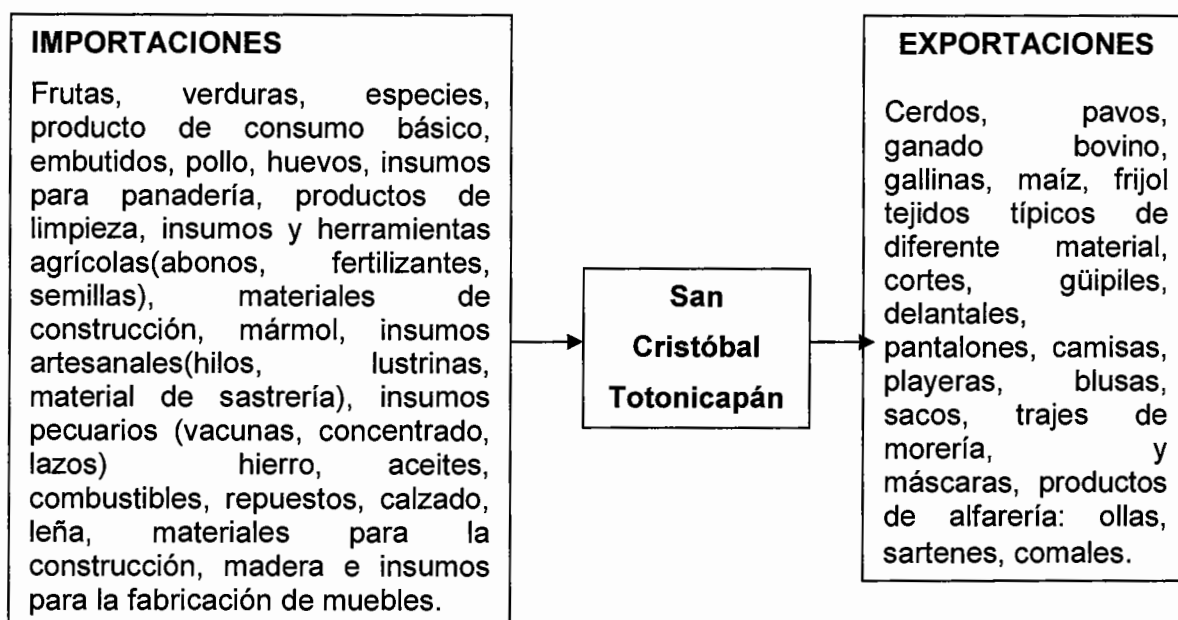 IMPORTACIONES
Frutas, verduras, especies,
producto de consumo básico,
embutidos, pollo, huevos, insumos
para panadería, productos de
limpieza, insumos y herramientas
agrícolas(abonos, fertilizantes,
semillas), materiales de
construcción, mármol, insumos
artesanales(hilos, lustrinas,
material de sastrería), insumos
pecuarios (vacunas, concentrado,
lazos) hierro, aceites,
combustibles, repuestos, calzado,
leña, materiales para la
construcción, madera e insumos
para la fabricación de muebles.
San
Cristóbal
Totonicapán
EXPORTACIONES
Cerdos, pavos,
ganado bovino,
gallinas, maíz, frijol
tejidos típicos de
diferente material,
cortes, güipiles,
delantales,
pantalones, camisas,
playeras, blusas,
sacos, trajes de
morería, y
máscaras, productos
de alfarería: ollas,
sartenes, comales.